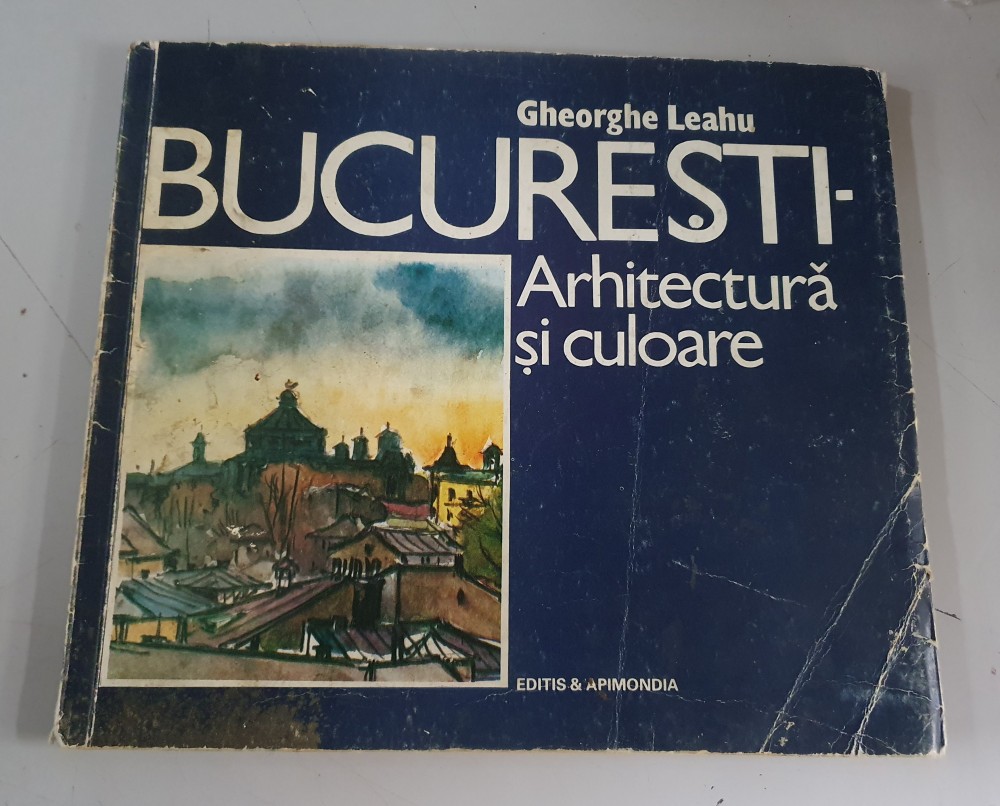 Gheorghe Leahu
BUCUREȘTI-
Arhitectură
și culoare
EDITIS & APIMONDIA